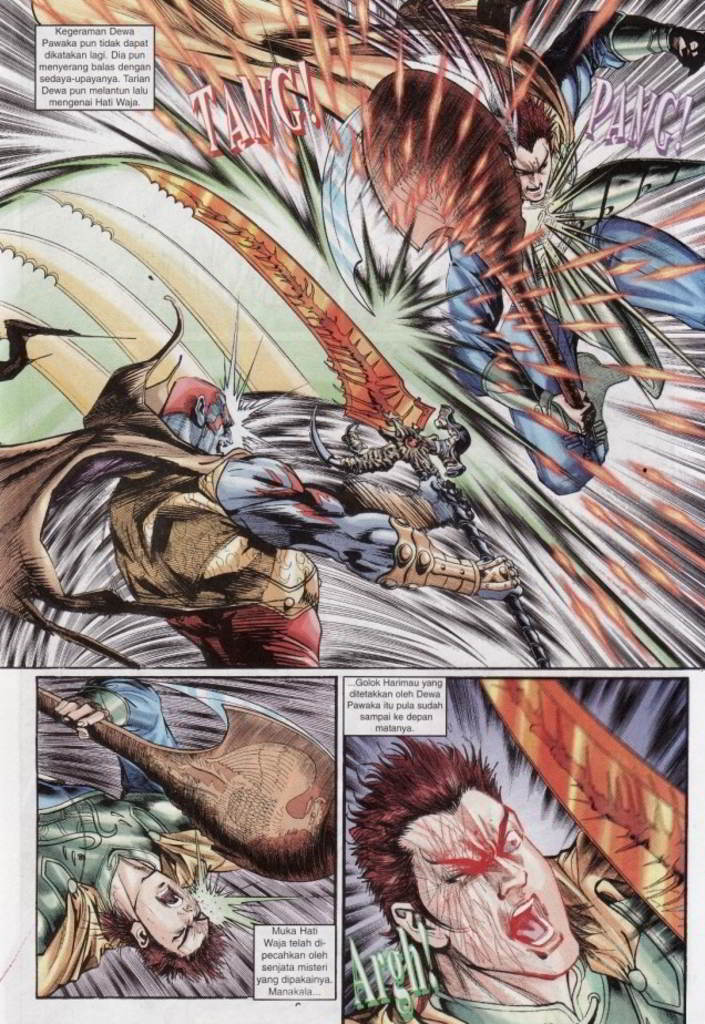 Kegeraman Dewa
Pawaka pun tidak dapat
dikatakan lagi. Dia pun
menyerang balas dengan
sedaya-upayanya. Tarian
Dewa pun melantun lalu
mengenai Hati Waja.
TANG!
PANG!
Muka Hati
Waja telah di-
pecahkan oleh
senjata misteri
yang dipakainya.
Manakala...
...Golok Harimau yang
ditetakkan oleh Dewa
Pawaka itu pula sudah
sampai ke depan
matanya.
Argh!